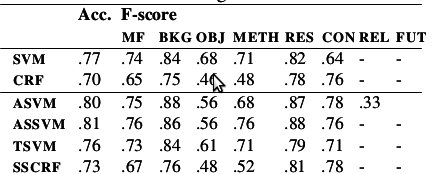 Acc. F-score
MF BKG OBJ METH RES CON REL FUT
SVM .77 .74 .84 .68 .71 .82 .64 - -
CRF .70 .65 .75 .48 .78 .76 - -
ASVM .80 .75 .88 .56 .68 .87 .78 .33
ASSVM .81 .76 .86 .56 .76 .88 .76 - -
TSVM .76 .73 .84 .61 .71 .79 .71 - -
SSCRF .73 .67 .76 .48 .52 .81 .78 - -